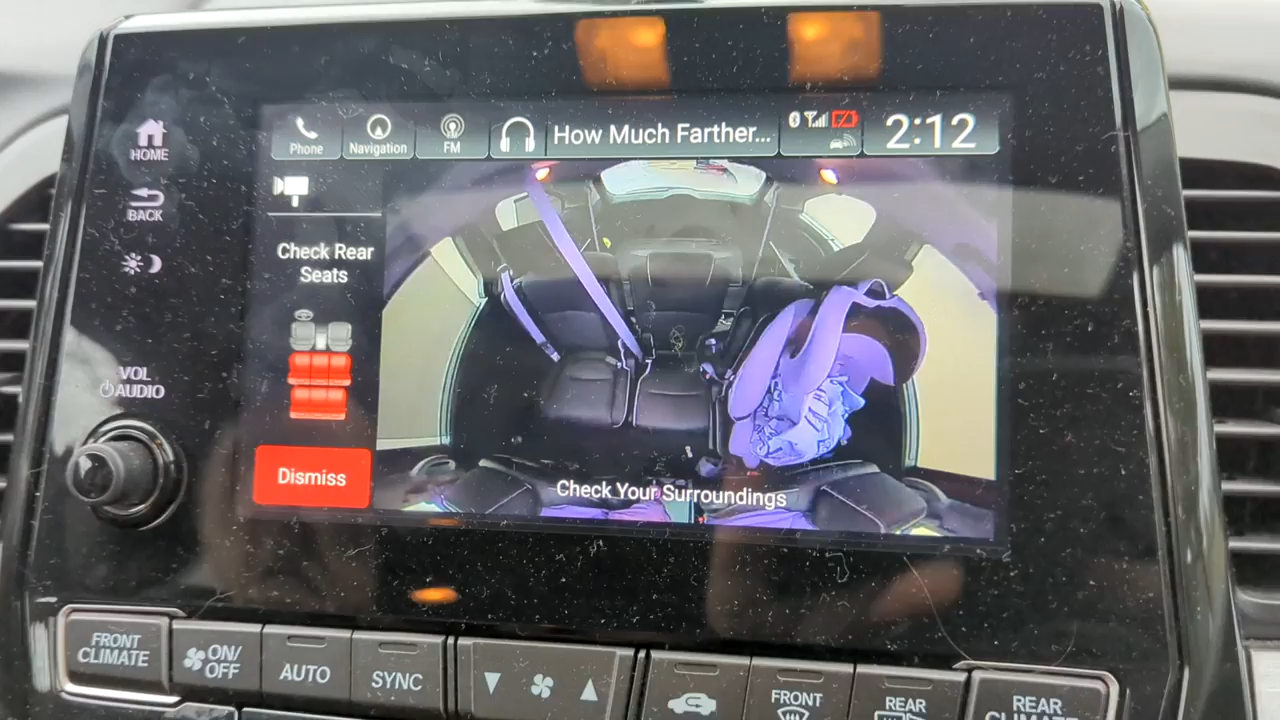 HOME
BACK
VOL
AUDIO
Phone
Navigation
FM
How Much Farther...
2:12
Check Rear
Seats
Dismiss
Check Your Surroundings
FRONT
CLIMATE
ON/
OFF
AUTO
SYNC
FRONT
REAR
REAR
CLIMATE